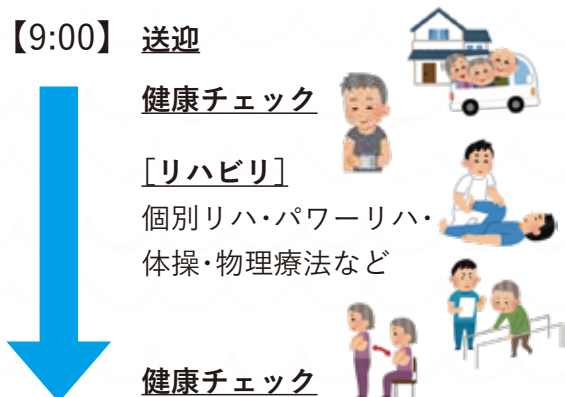 【9:00】 送迎
健康チェック
[リハビリ]
個別リハ・パワーリハ・
体操・物理療法など
健康チェック